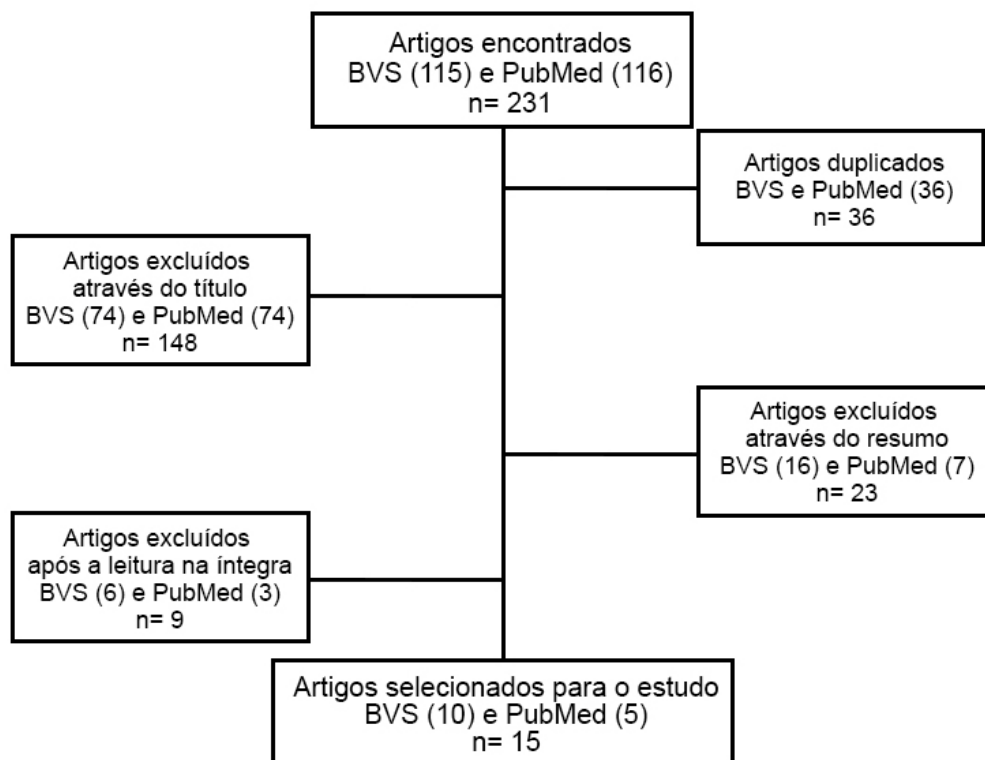 Artigos encontrados
BVS (115) e PubMed (116)
n= 231
Artigos duplicados
BVS e PubMed (36)
n= 36
Artigos excluídos
através do título
BVS (74) e PubMed (74)
n= 148
Artigos excluídos
através do resumo
BVS (16) e PubMed (7)
n= 23
Artigos excluídos
após a leitura na íntegra
BVS (6) e PubMed (3)
n= 9
Artigos selecionados para o estudo
BVS (10) e PubMed (5)
n= 15